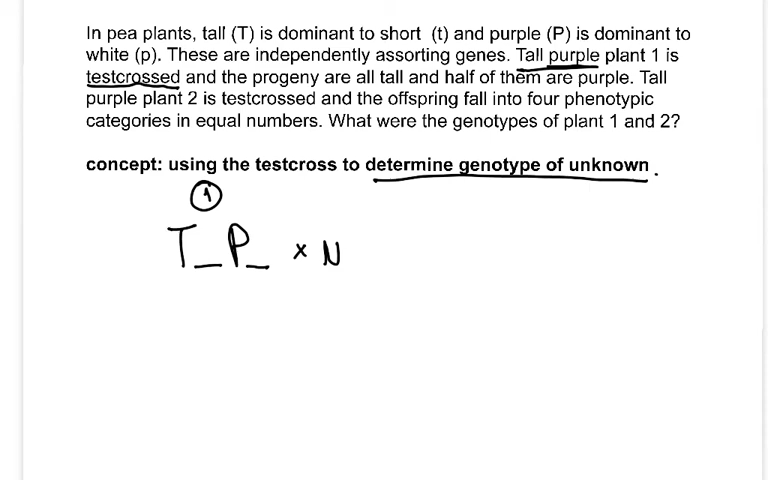 In pea plants, tall (T) is dominant to short (t) and purple (P) is dominant to
white (p). These are independently assorting genes. Tall purple plant 1 is
testcrossed and the progeny are all tall and half of them are purple. Tall
purple plant 2 is testcrossed and the offspring fall into four phenotypic
categories in equal numbers. What were the genotypes of plant 1 and 2?
concept: using the testcross to determine genotype of unknown .
1
T_P_ x N